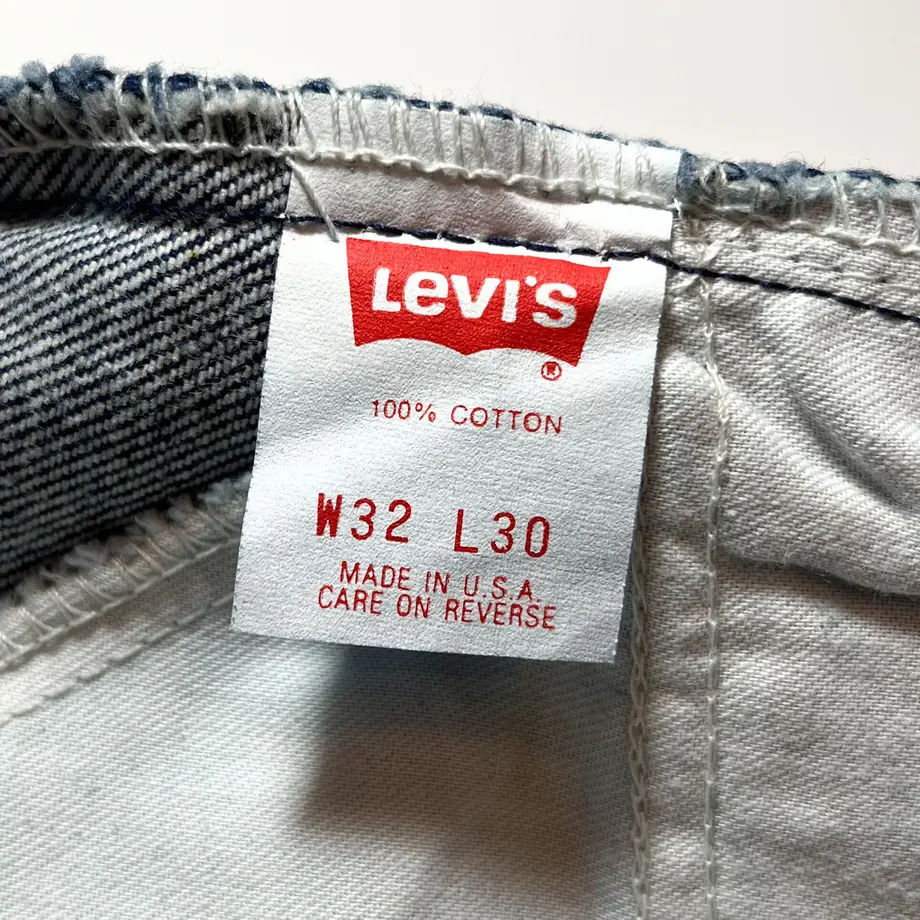 Levi's
®
100% COTTON
W32 L30
MADE IN U.S.A.
CARE ON REVERSE